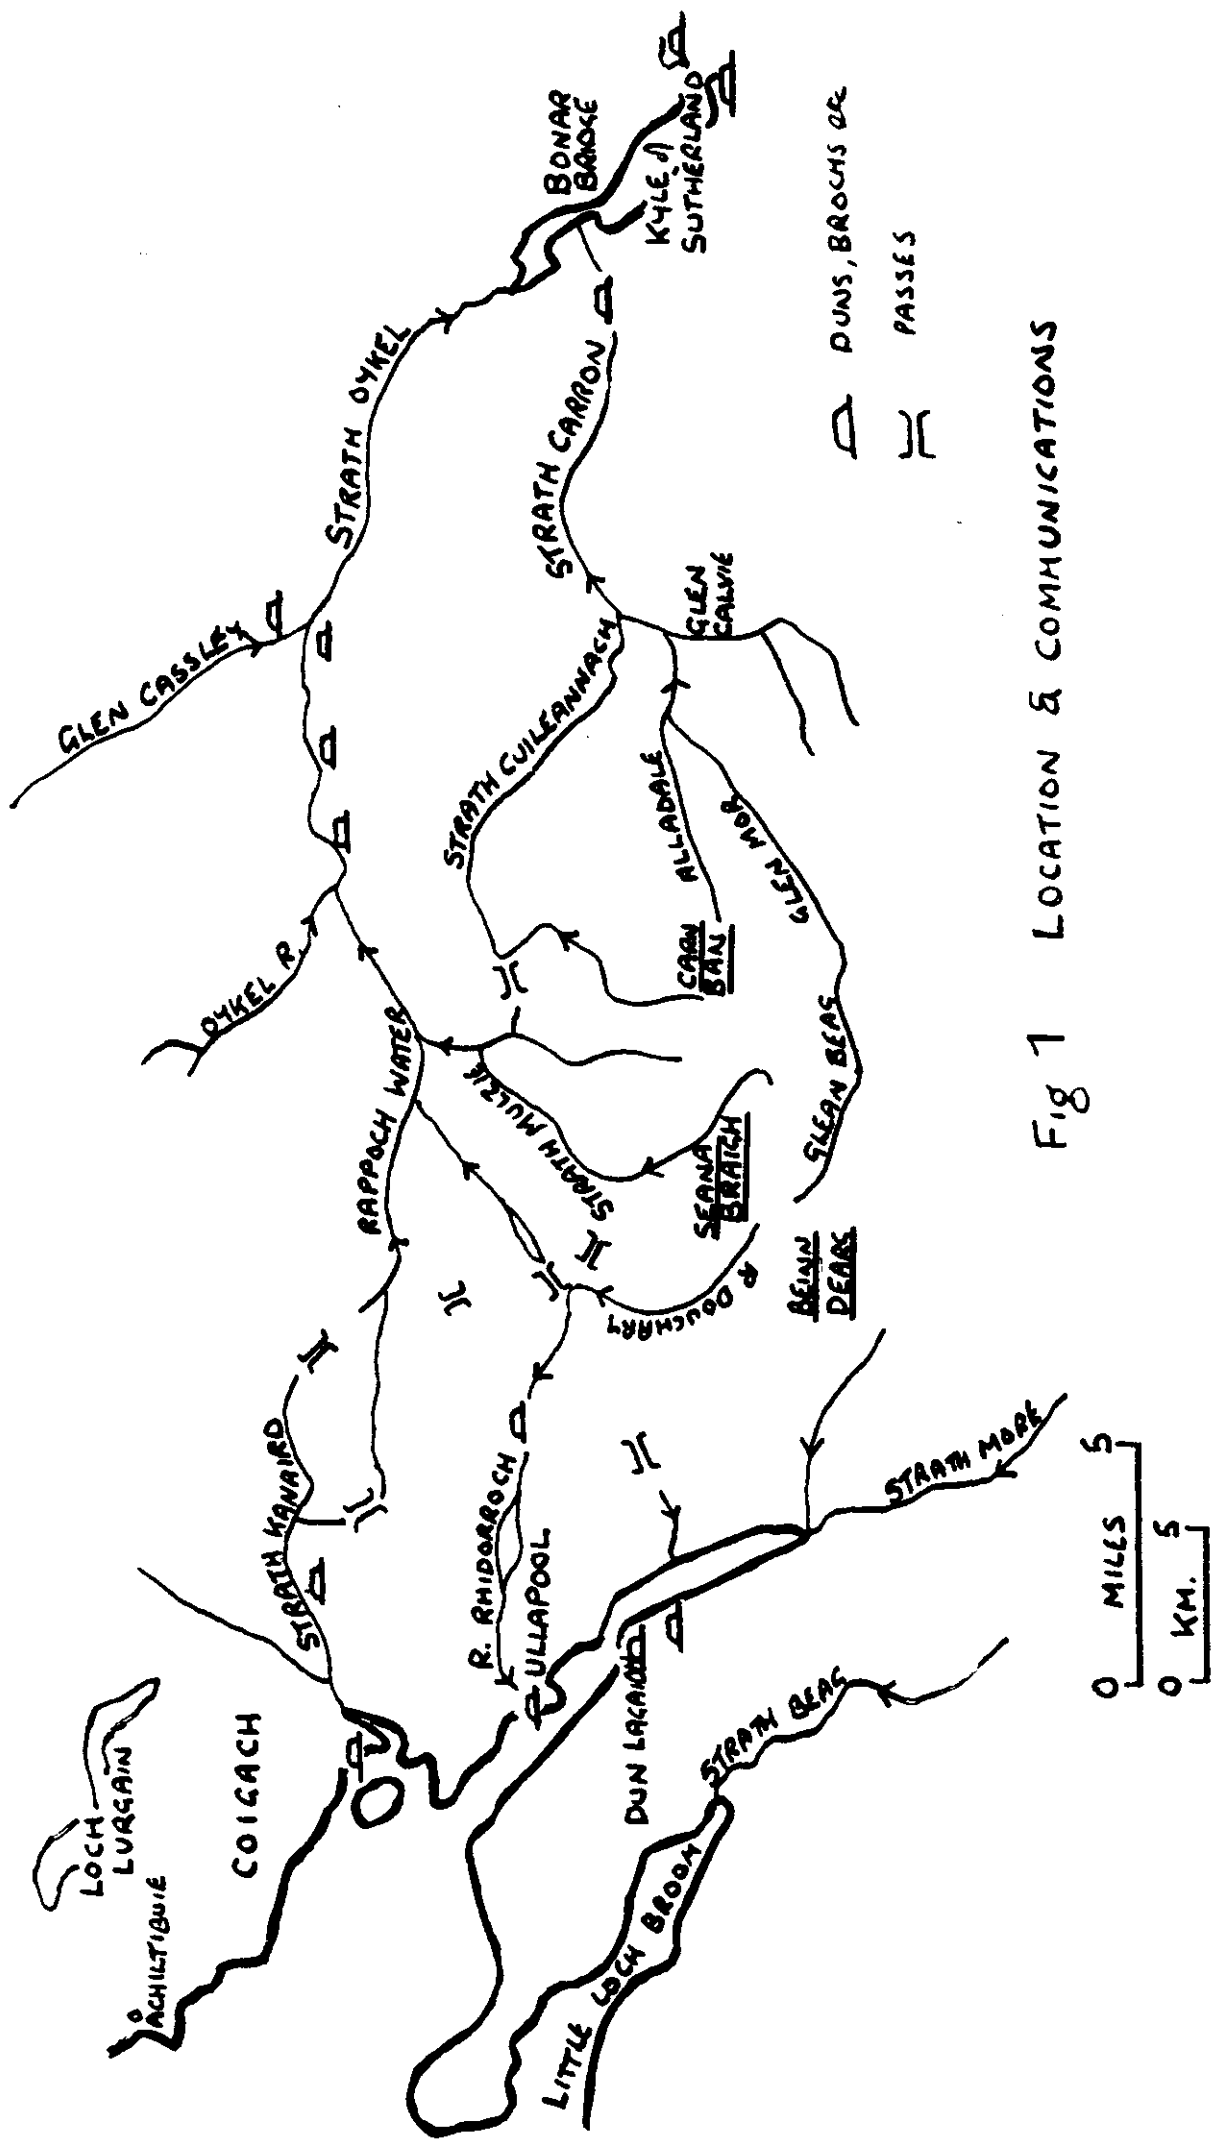 LOCH
LURGAIN
ACHILTIBUIE
COIGACH
STRATH KANAIRD
GLEN CASSLEY
OYKEL R.
RAPPOCH WATER
STRATH OYKEL
BONAR
BRIDGE
KYLE of
SUTHERLAND
STRATH CARRON
STRATH CUILEANNACH
GLEN
CALVIE
ALLADALE
GLEN MOR
CARN
BAN
GLEAN BEAG
STRATH MULZIE
SEANA
BRAIGH
R DOUCHARY
BEINN
DEARG
R. RHIDORROCH
ULLAPOOL
DUN LAGAIDH
LITTLE LOCH BROOM
STRATH BEAG
STRATH MORE
DUNS, BROCHS etc
PASSES
0 MILES 5
0 KM. 5
Fig 1 LOCATION & COMMUNICATIONS